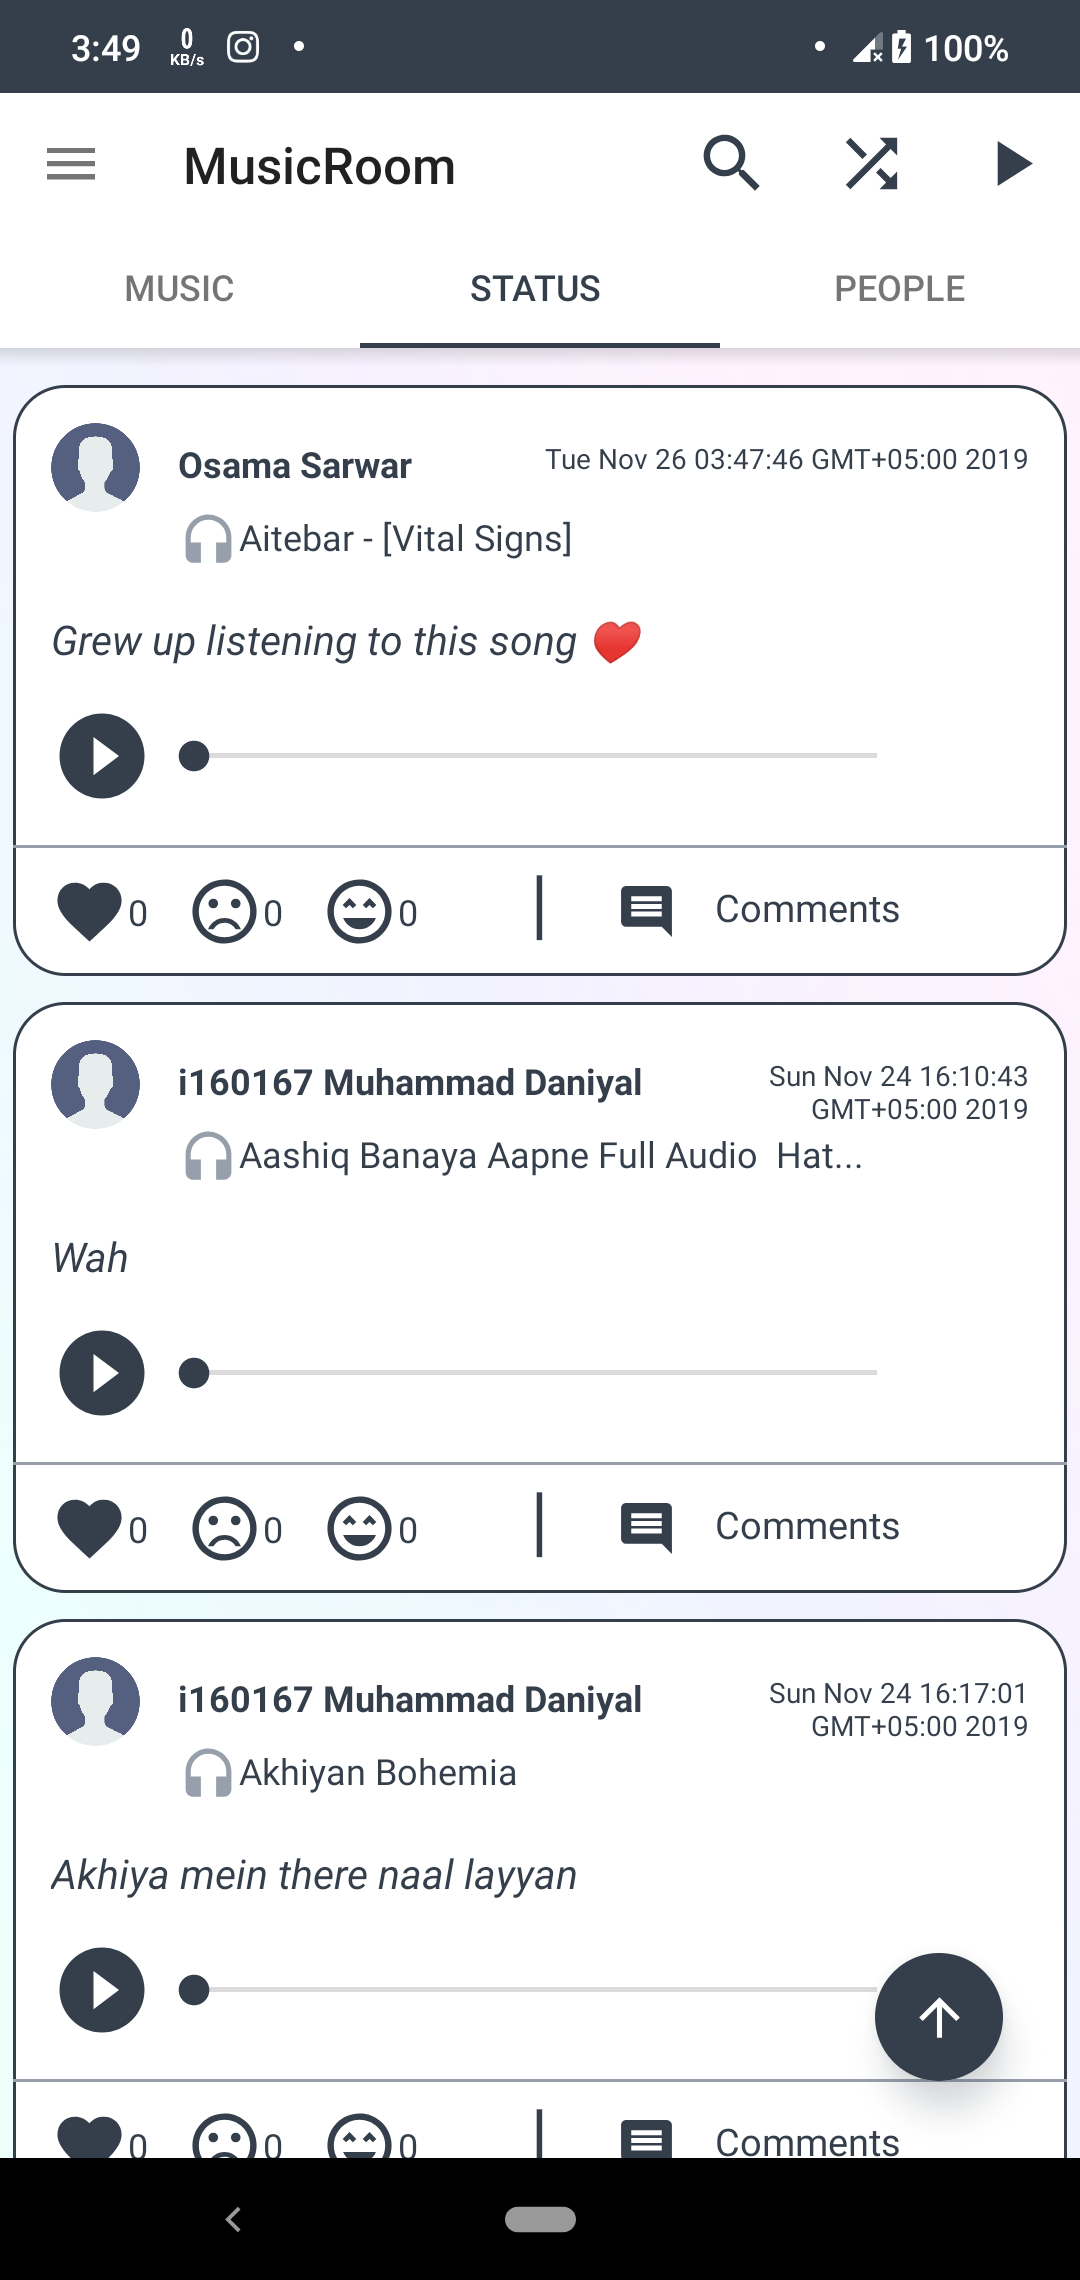 3:49 0 KB/s 100%
MusicRoom
MUSIC STATUS PEOPLE
Osama Sarwar Tue Nov 26 03:47:46 GMT+05:00 2019
Aitebar - [Vital Signs]
Grew up listening to this song ❤️
0 0 0 Comments
i160167 Muhammad Daniyal Sun Nov 24 16:10:43
GMT+05:00 2019
Aashiq Banaya Aapne Full Audio  Hat...
Wah
0 0 0 Comments
i160167 Muhammad Daniyal Sun Nov 24 16:17:01
GMT+05:00 2019
Akhiyan Bohemia
Akhiya mein there naal layyan
0 0 0 Comments